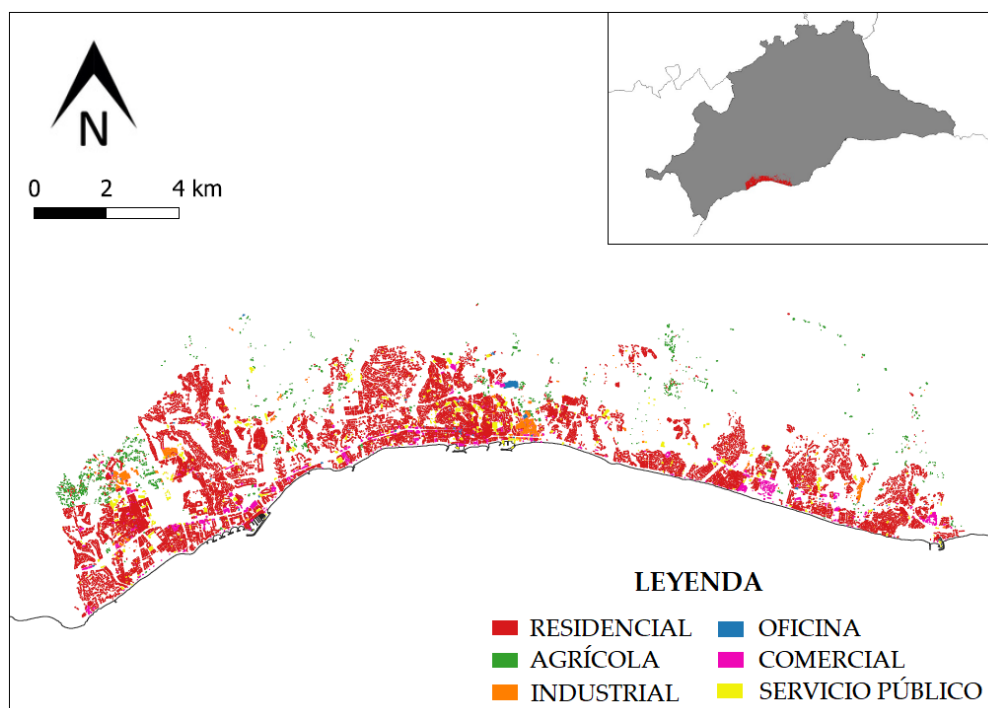 N
0 2 4 km
LEYENDA
RESIDENCIAL OFICINA
AGRÍCOLA COMERCIAL
INDUSTRIAL SERVICIO PÚBLICO